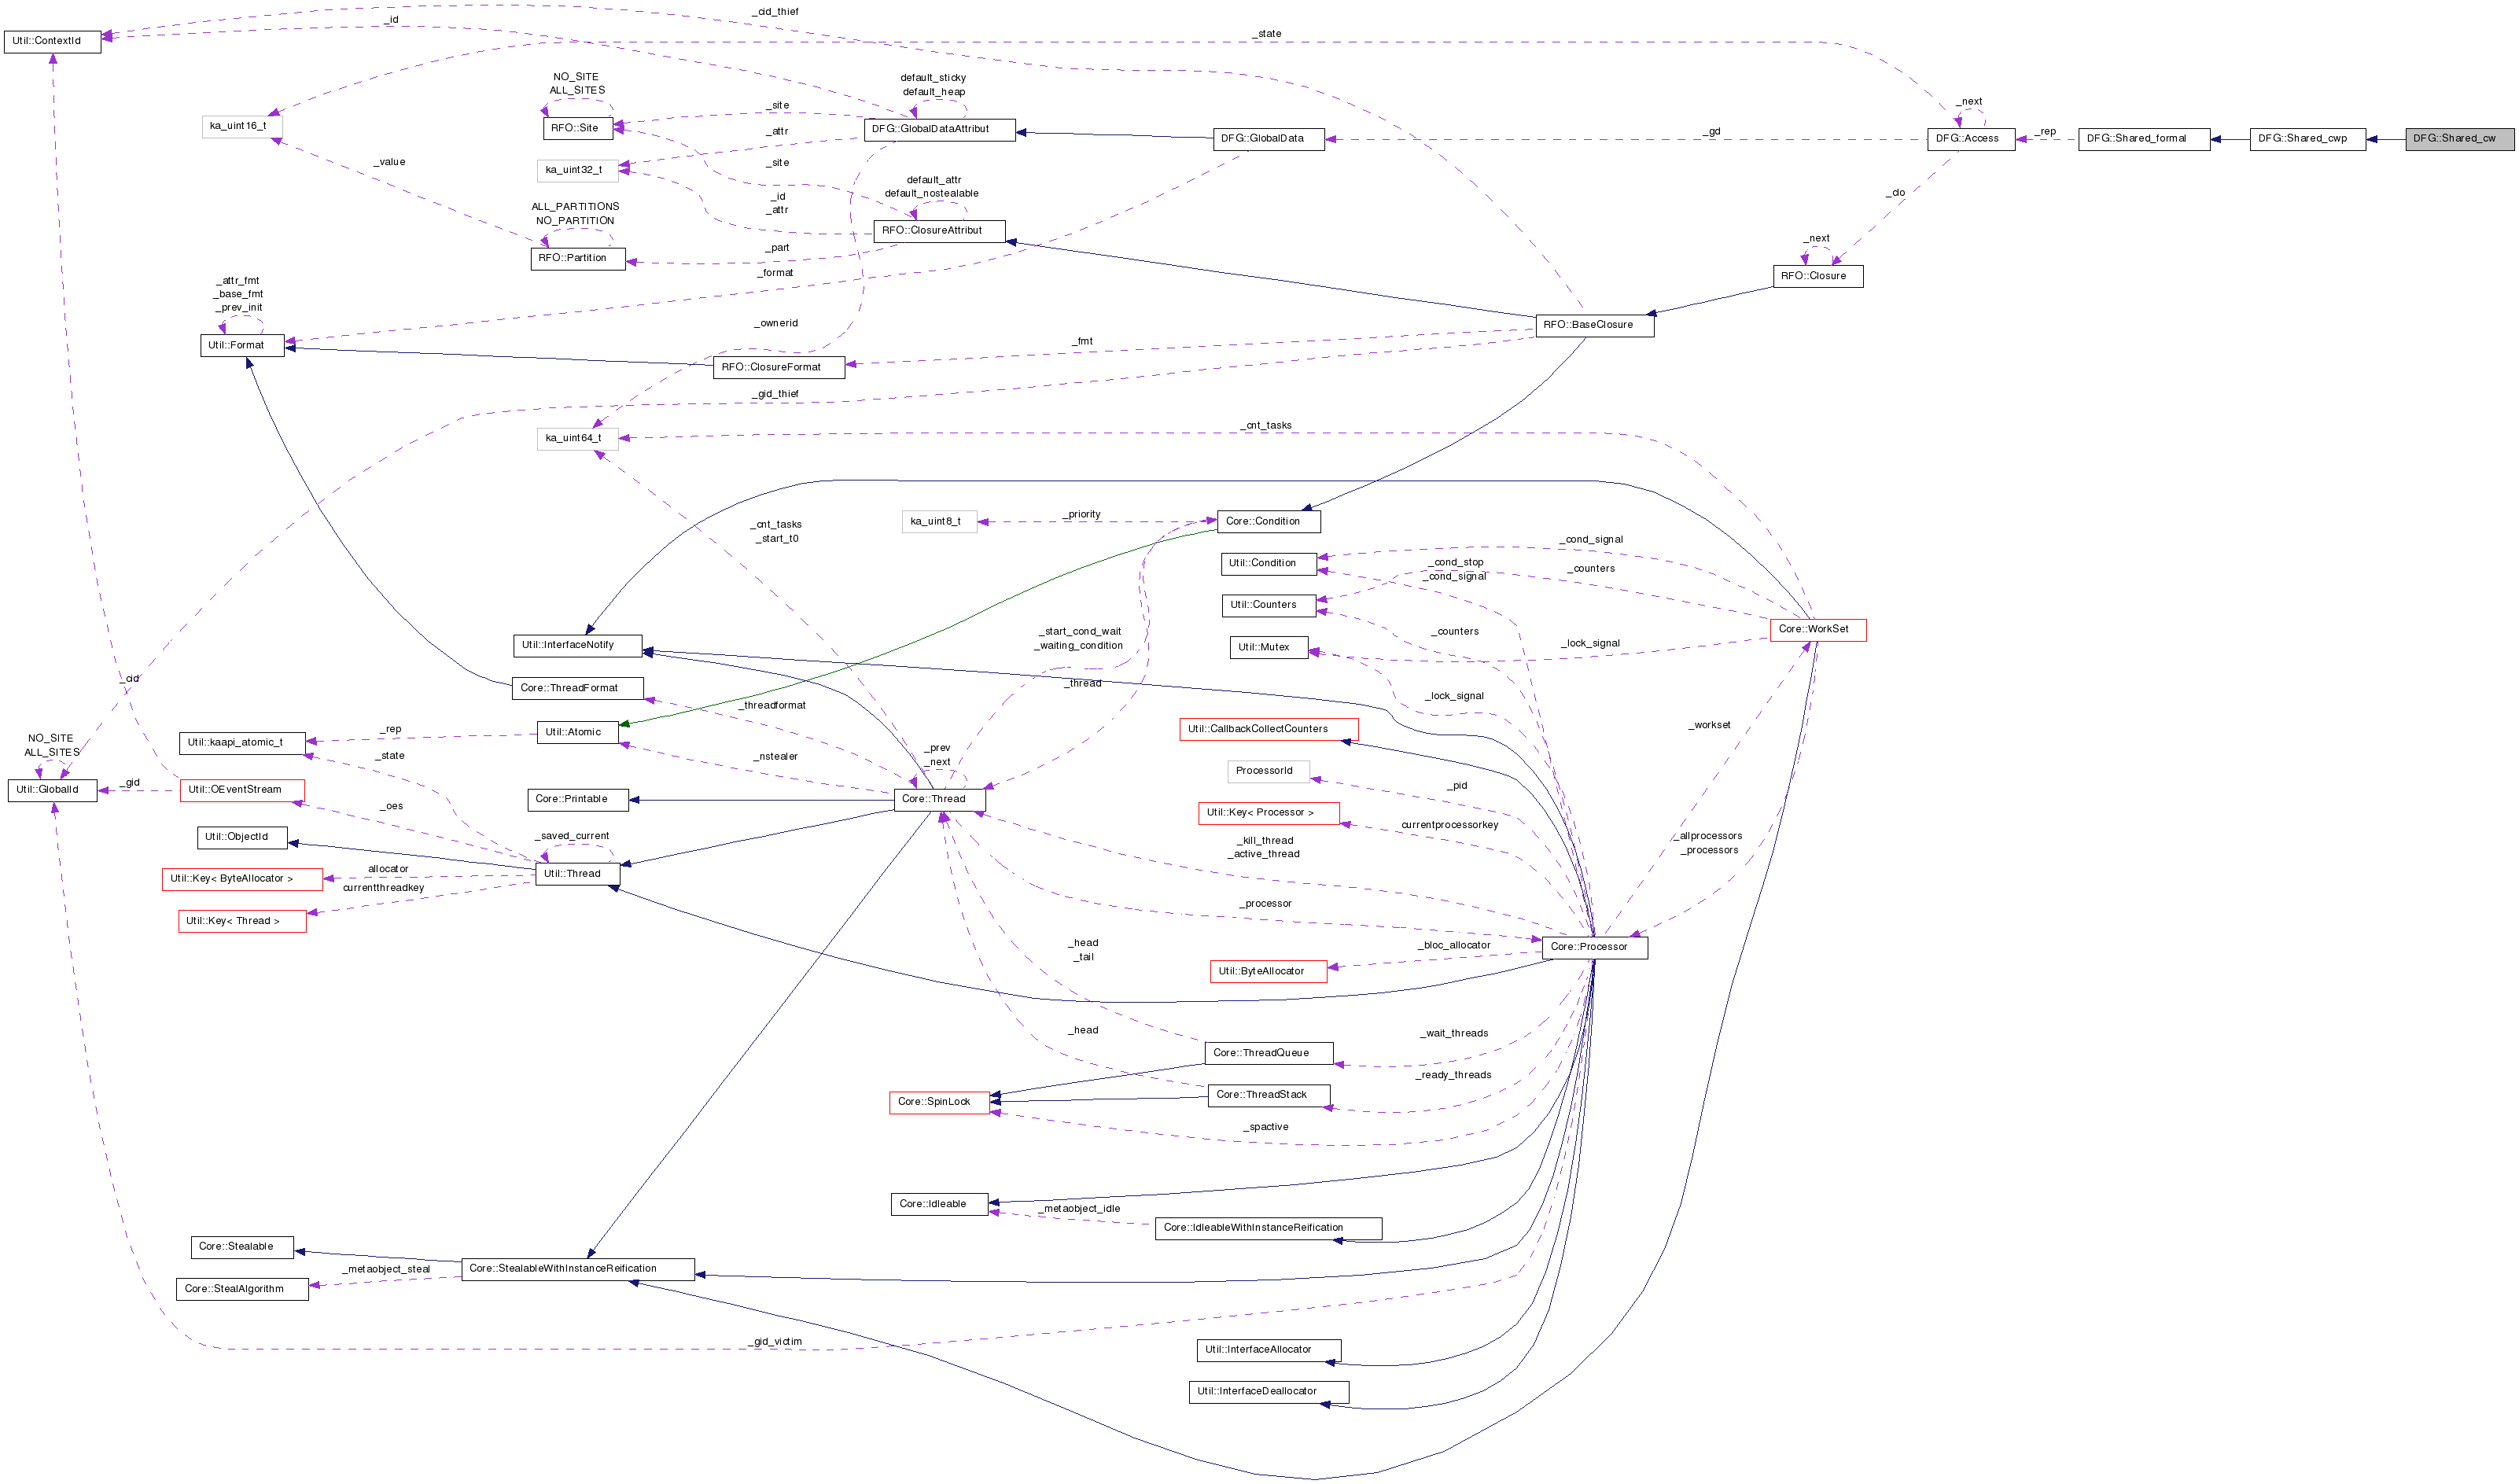 _cid_thief
_id
_state
Util::ContextId
NO_SITE
ALL_SITES
default_sticky
default_heap
_site
_next
ka_uint16_t
RFO::Site
DFG::GlobalDataAttribut
_attr
DFG::GlobalData
_gd
DFG::Access
_rep
DFG::Shared_formal
DFG::Shared_cwp
DFG::Shared_cw
_value
_site
ka_uint32_t
default_attr
default_nostealable
_id
_attr
_clo
ALL_PARTITIONS
NO_PARTITION
RFO::ClosureAttribut
_next
_part
RFO::Partition
_format
RFO::Closure
_attr_fmt
_base_fmt
_prev_init
_ownerid
RFO::BaseClosure
Util::Format
_fmt
RFO::ClosureFormat
_gid_thief
_cnt_tasks
ka_uint64_t
_priority
ka_uint8_t
Core::Condition
_cnt_tasks
_start_t0
_cond_signal
Util::Condition
_cond_stop
_cond_signal
_counters
Util::Counters
_start_cond_wait
_waiting_condition
_counters
Core::WorkSet
Util::InterfaceNotify
Util::Mutex
_lock_signal
_cid
Core::ThreadFormat
_thread
_lock_signal
_threadformat
_workset
Util::CallbackCollectCounters
_rep
Util::Atomic
NO_SITE
ALL_SITES
Util::kaapi_atomic_t
_state
_nstealer
_prev
_next
ProcessorId
_pid
Util::GlobalId
_gid
Util::OEventStream
_oes
Core::Printable
Core::Thread
Util::Key< Processor >
currentprocessorkey
Util::ObjectId
_saved_current
_kill_thread
_active_thread
_allprocessors
_processors
Util::Key< ByteAllocator >
allocator
currentthreadkey
Util::Thread
_processor
Util::Key< Thread >
_head
_tail
_bloc_allocator
Core::Processor
Util::ByteAllocator
_head
_wait_threads
Core::ThreadQueue
_ready_threads
Core::SpinLock
Core::ThreadStack
_spactive
Core::Idleable
_metaobject_idle
Core::IdleableWithInstanceReification
Core::Stealable
_metaobject_steal
Core::StealableWithInstanceReification
Core::StealAlgorithm
_gid_victim
Util::InterfaceAllocator
Util::InterfaceDeallocator